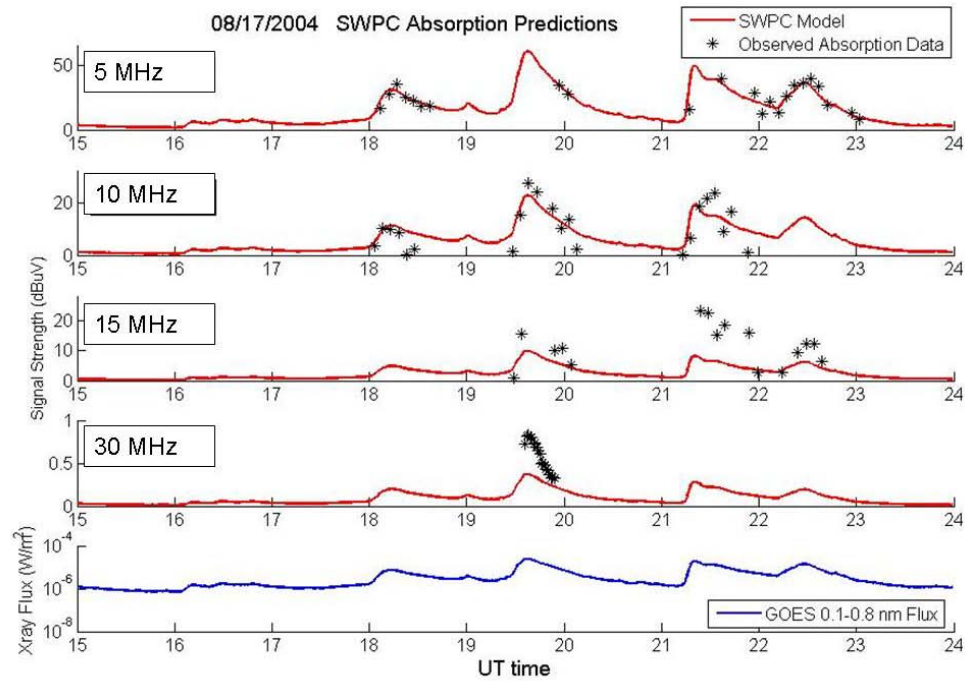 08/17/2004 SWPC Absorption Predictions
SWPC Model
Observed Absorption Data
5 MHz
50
0
15 16 17 18 19 20 21 22 23 24
10 MHz
20
0
15 16 17 18 19 20 21 22 23 24
Signal Strength (dBuV)
15 MHz
20
10
0
15 16 17 18 19 20 21 22 23 24
30 MHz
1
0.5
0
15 16 17 18 19 20 21 22 23 24
Xray Flux (W/m²)
10⁻⁴
10⁻⁶
10⁻⁸
GOES 0.1-0.8 nm Flux
15 16 17 18 19 20 21 22 23 24
UT time